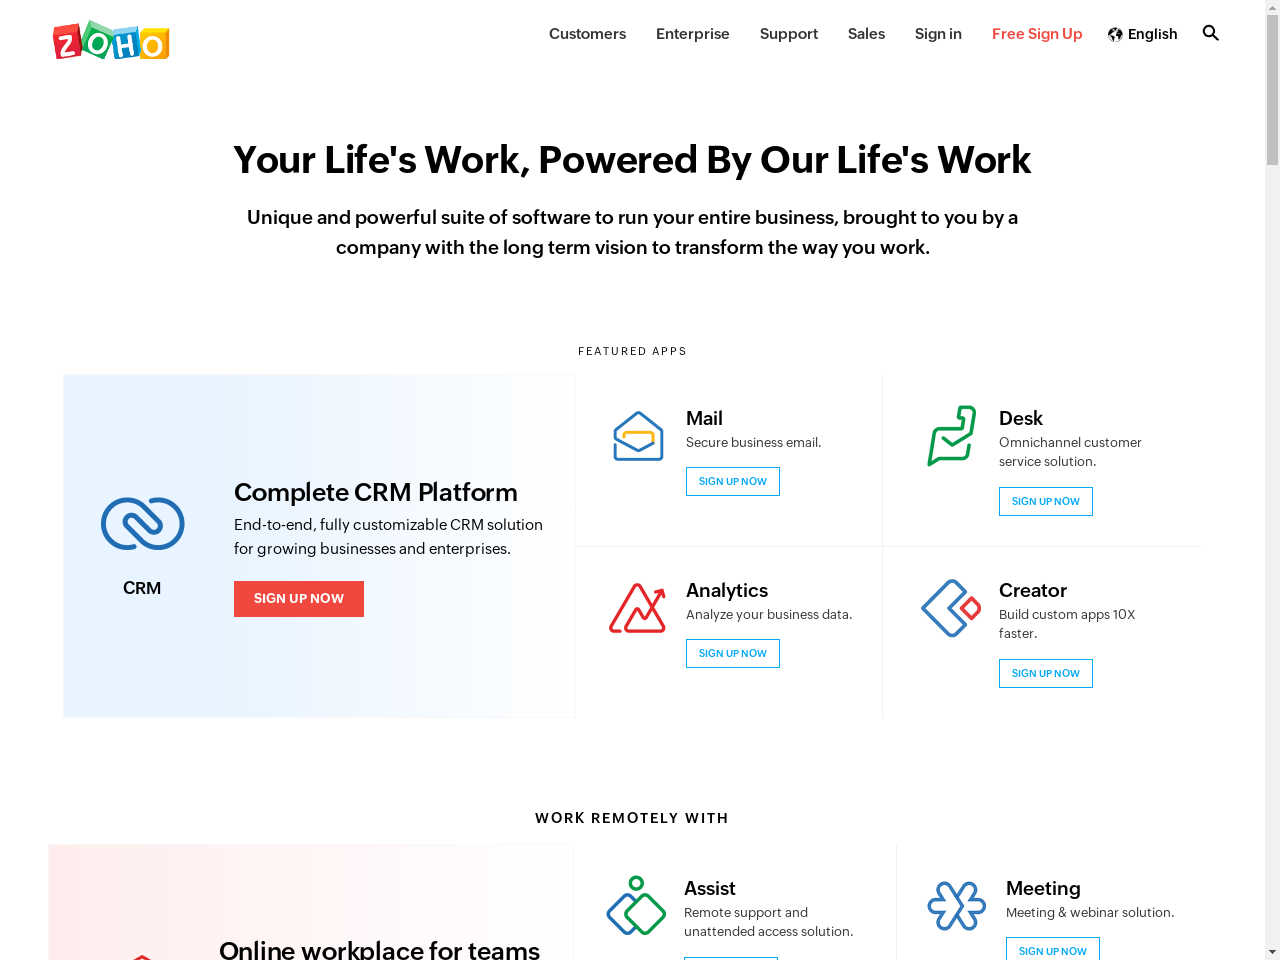 ZOHO
Customers
Enterprise
Support
Sales
Sign in
Free Sign Up
English
Your Life's Work, Powered By Our Life's Work
Unique and powerful suite of software to run your entire business, brought to you by a
company with the long term vision to transform the way you work.
FEATURED APPS
CRM
Complete CRM Platform
End-to-end, fully customizable CRM solution
for growing businesses and enterprises.
SIGN UP NOW
Mail
Secure business email.
SIGN UP NOW
Desk
Omnichannel customer
service solution.
SIGN UP NOW
Analytics
Analyze your business data.
SIGN UP NOW
Creator
Build custom apps 10X
faster.
SIGN UP NOW
WORK REMOTELY WITH
Online workplace for teams
Assist
Remote support and
unattended access solution.
Meeting
Meeting & webinar solution.
SIGN UP NOW